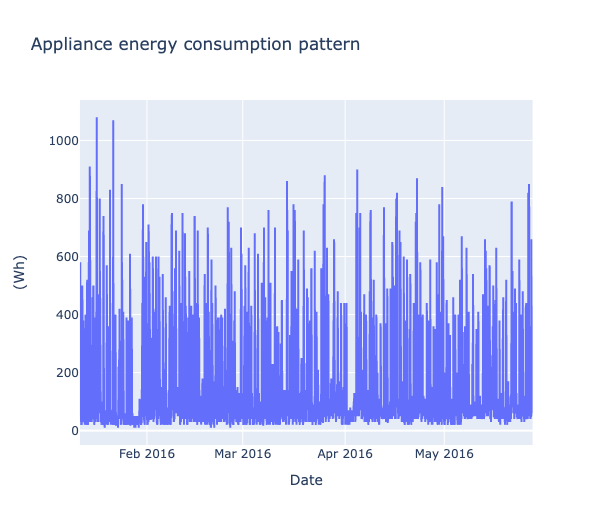 Appliance energy consumption pattern
1000
800
600
400
200
0
(Wh)
Feb 2016
Mar 2016
Apr 2016
May 2016
Date